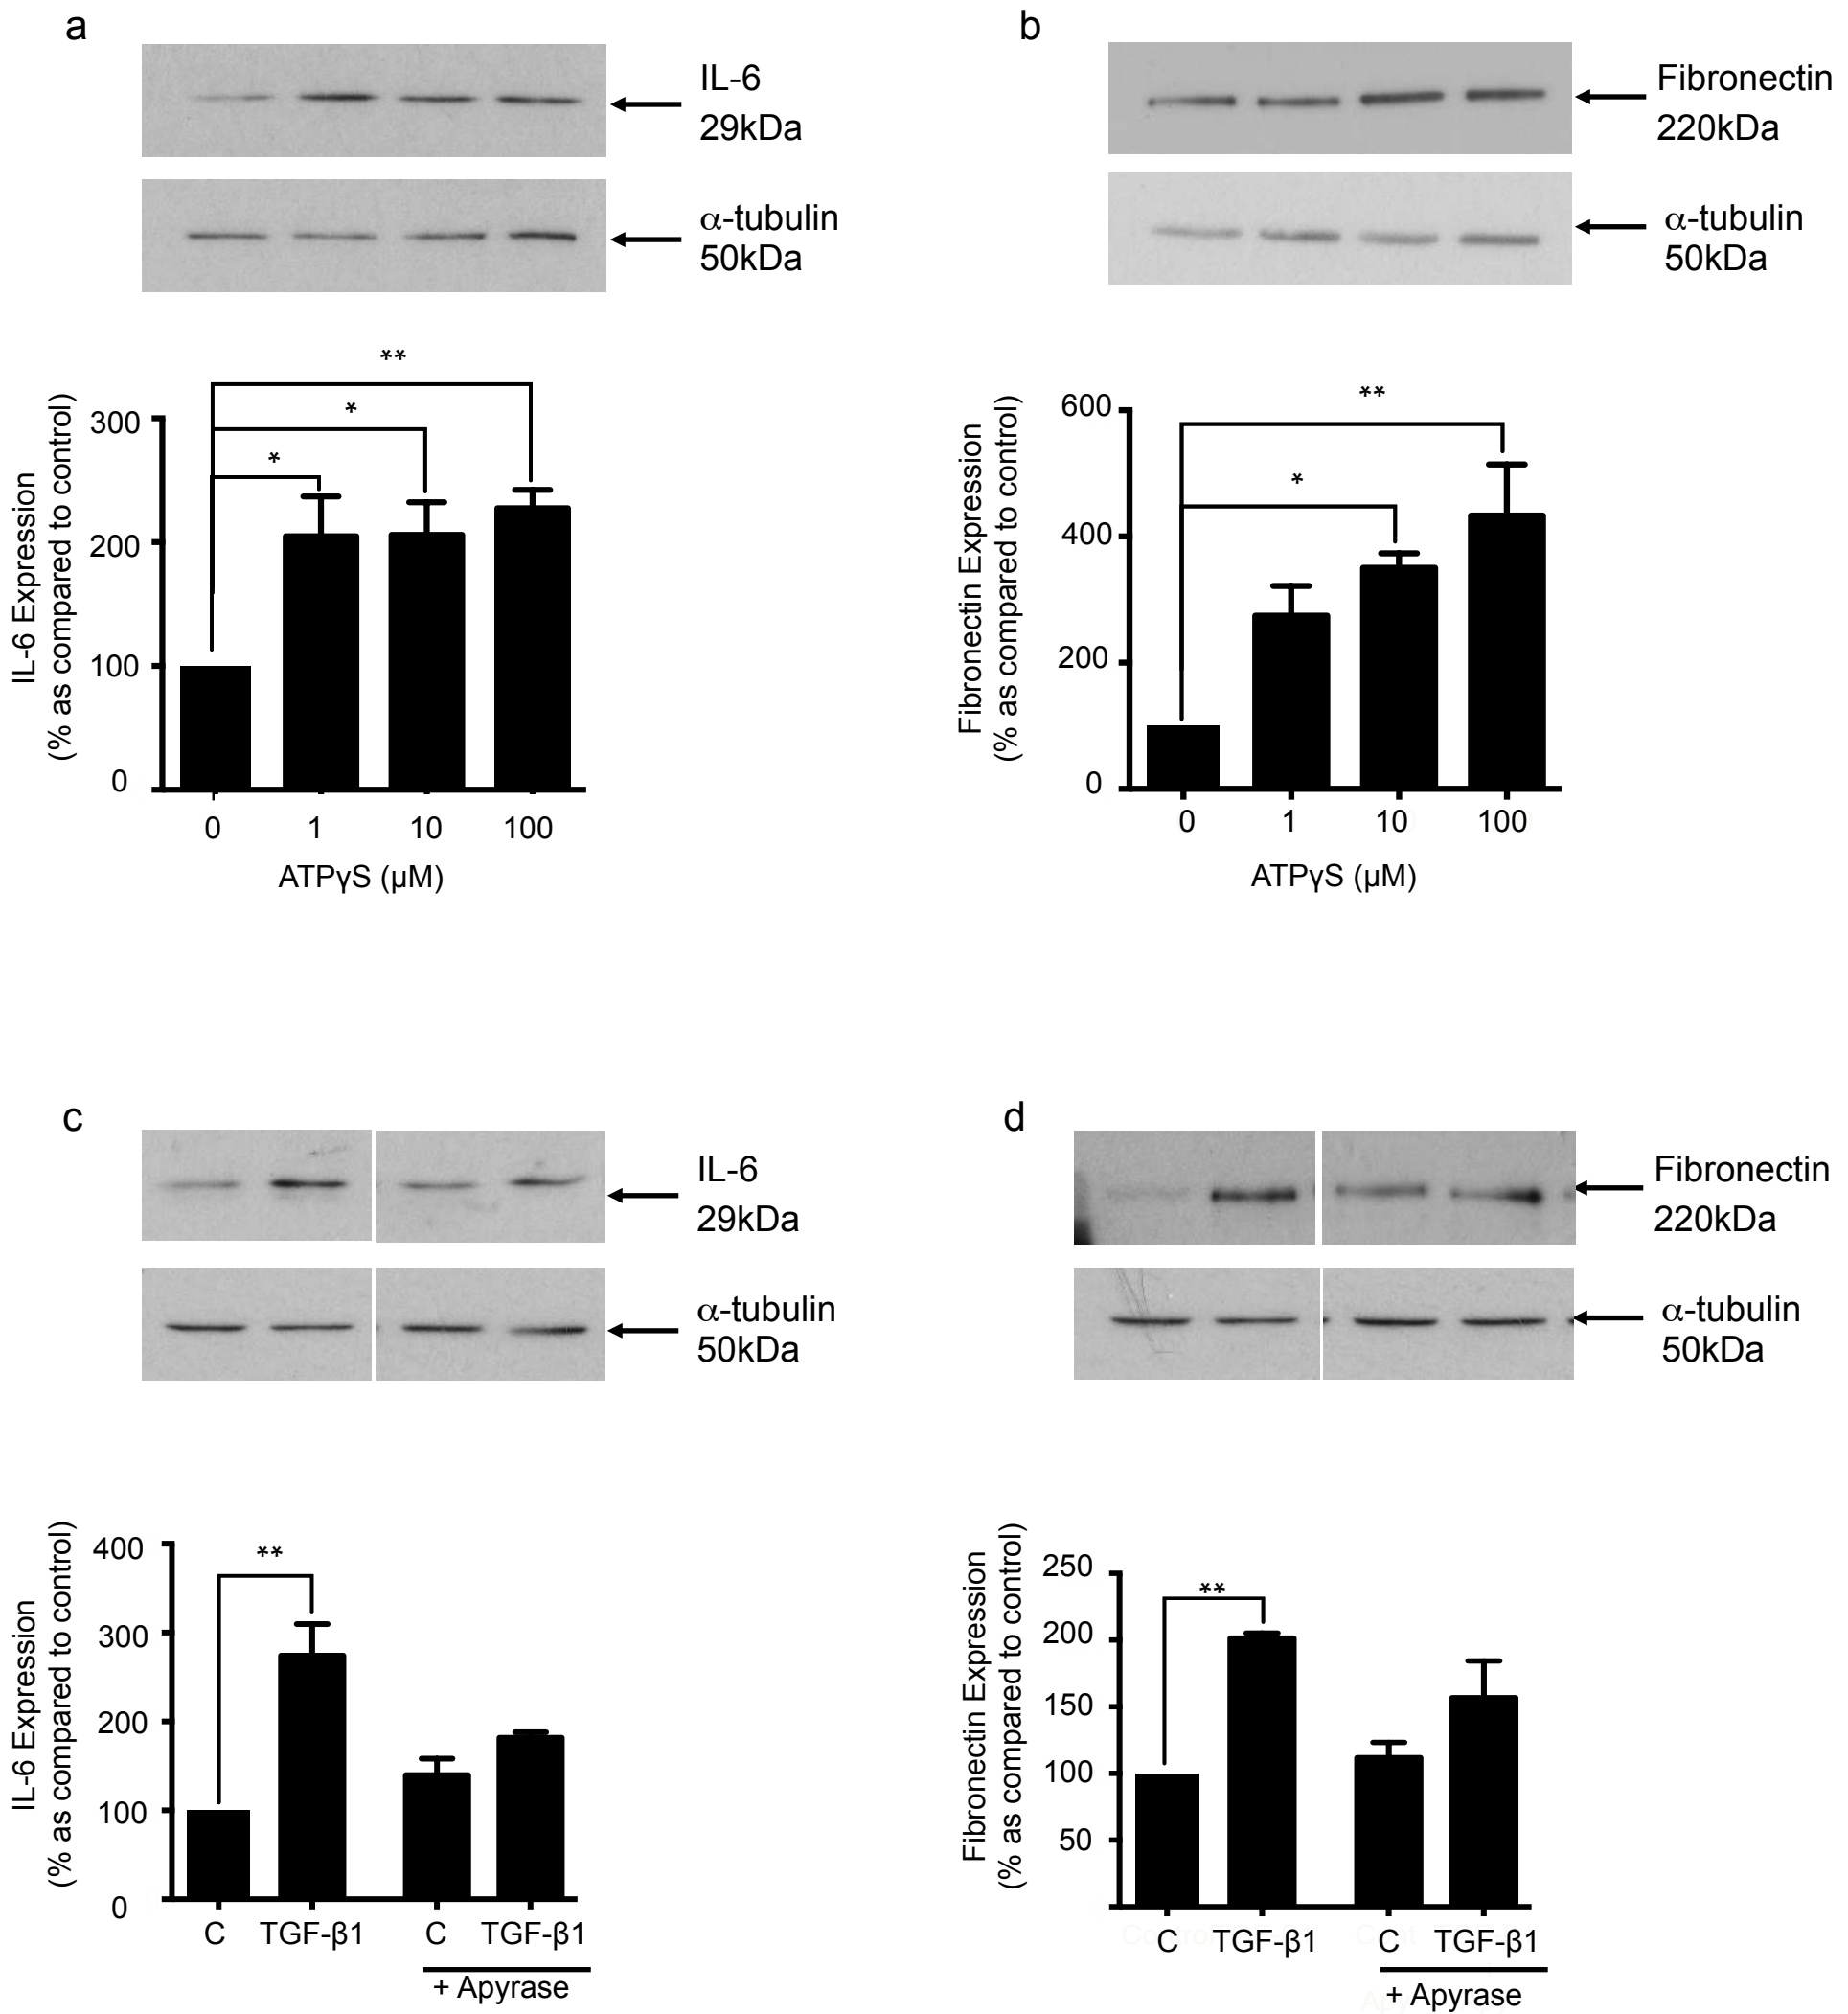 a
IL-6
29kDa
α-tubulin
50kDa
**
*
*
IL-6 Expression
(% as compared to control)
300
200
100
0
0 1 10 100
ATPγS (µM)
b
Fibronectin
220kDa
α-tubulin
50kDa
**
*
Fibronectin Expression
(% as compared to control)
600
400
200
0
0 1 10 100
ATPγS (µM)
c
IL-6
29kDa
α-tubulin
50kDa
**
IL-6 Expression
(% as compared to control)
400
300
200
100
0
C TGF-β1 C TGF-β1
+ Apyrase
d
Fibronectin
220kDa
α-tubulin
50kDa
**
Fibronectin Expression
(% as compared to control)
250
200
150
100
50
C TGF-β1 C TGF-β1
+ Apyrase